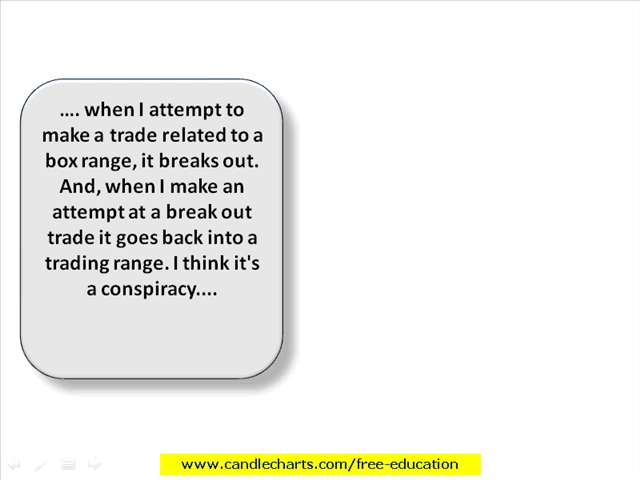 .... when I attempt to
make a trade related to a
box range, it breaks out.
And, when I make an
attempt at a break out
trade it goes back into a
trading range. I think it's
a conspiracy....
www.candlecharts.com/free-education